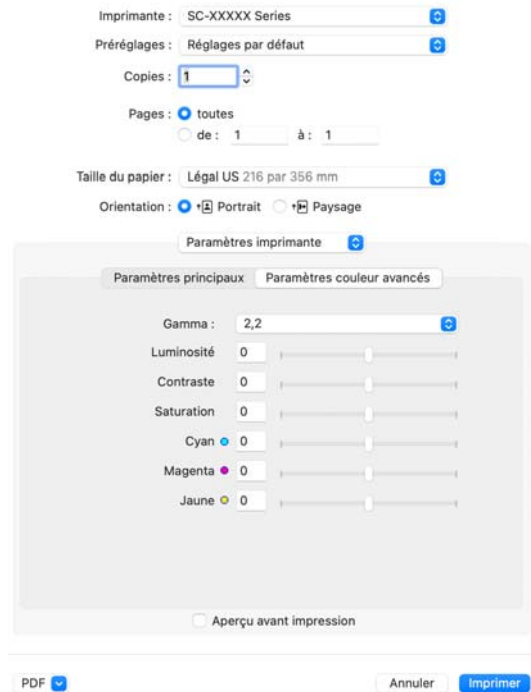 Imprimante : SC-XXXXX Series
Préréglages : Réglages par défaut
Copies : 1
Pages : toutes
de : 1 à : 1
Taille du papier : Légal US 216 par 356 mm
Orientation : Portrait Paysage
Paramètres imprimante
Paramètres principaux Paramètres couleur avancés
Gamma : 2,2
Luminosité 0
Contraste 0
Saturation 0
Cyan 0
Magenta 0
Jaune 0
Aperçu avant impression
PDF Annuler Imprimer